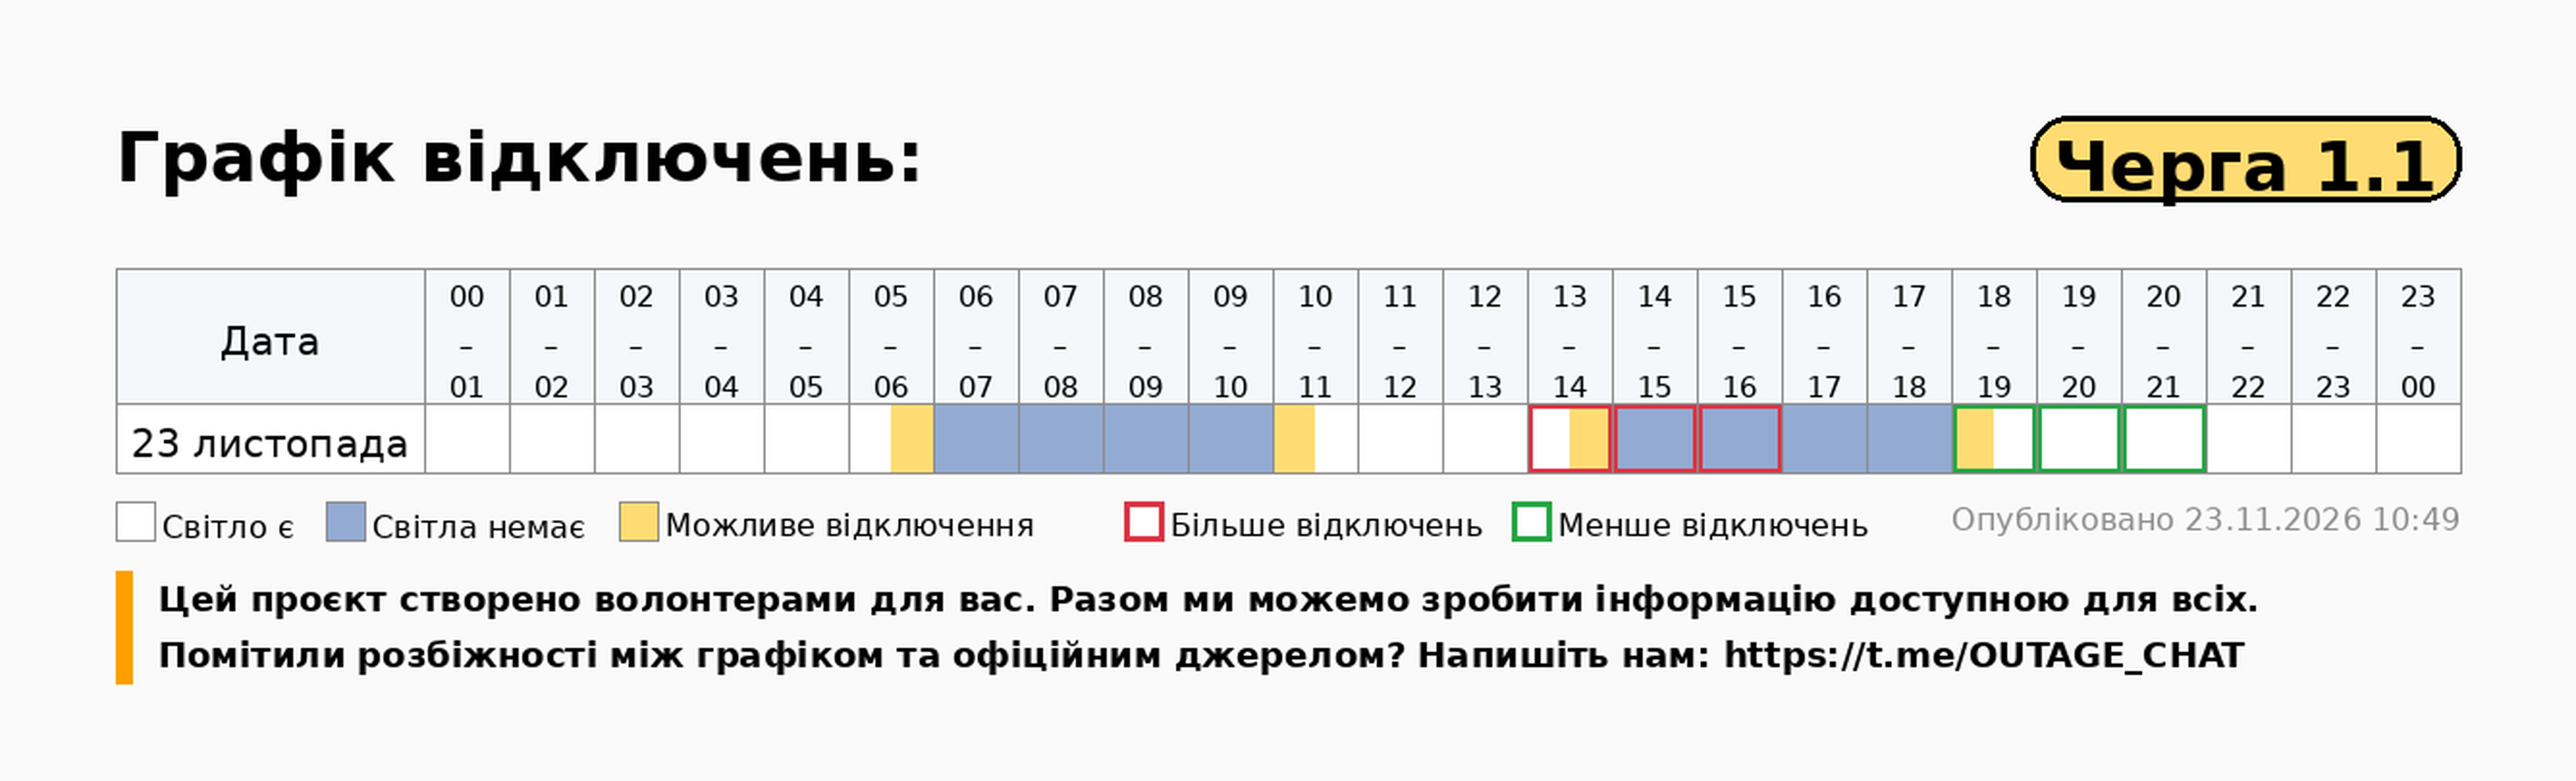 Графік відключень:
Черга 1.1
Дата
00 – 01
01 – 02
02 – 03
03 – 04
04 – 05
05 – 06
06 – 07
07 – 08
08 – 09
09 – 10
10 – 11
11 – 12
12 – 13
13 – 14
14 – 15
15 – 16
16 – 17
17 – 18
18 – 19
19 – 20
20 – 21
21 – 22
22 – 23
23 – 00
23 листопада
Світло є
Світла немає
Можливе відключення
Більше відключень
Менше відключень
Опубліковано 23.11.2026 10:49
Цей проєкт створено волонтерами для вас. Разом ми можемо зробити інформацію доступною для всіх.
Помітили розбіжності між графіком та офіційним джерелом? Напишіть нам: https://t.me/OUTAGE_CHAT